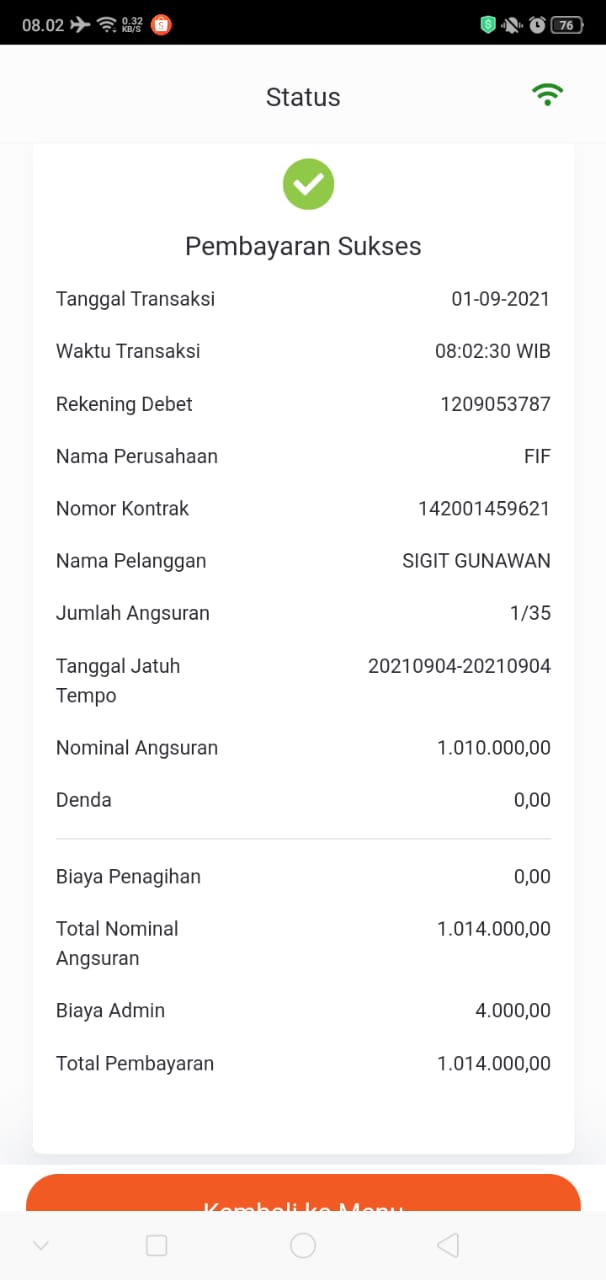 08.02 0.32 KB/S 76
Status
Pembayaran Sukses
Tanggal Transaksi 01-09-2021
Waktu Transaksi 08:02:30 WIB
Rekening Debet 1209053787
Nama Perusahaan FIF
Nomor Kontrak 142001459621
Nama Pelanggan SIGIT GUNAWAN
Jumlah Angsuran 1/35
Tanggal Jatuh 20210904-20210904
Tempo
Nominal Angsuran 1.010.000,00
Denda 0,00
Biaya Penagihan 0,00
Total Nominal 1.014.000,00
Angsuran
Biaya Admin 4.000,00
Total Pembayaran 1.014.000,00
Kembali ke Menu